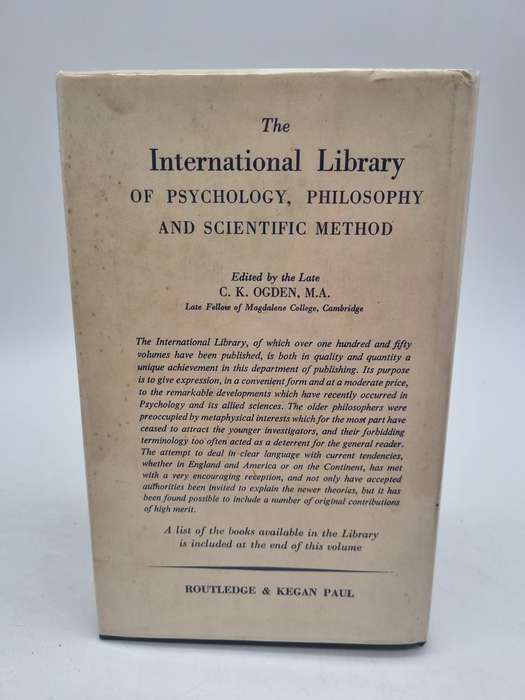 The
International Library
OF PSYCHOLOGY, PHILOSOPHY
AND SCIENTIFIC METHOD
Edited by the Late
C. K. OGDEN, M.A.
Late Fellow of Magdalene College, Cambridge
The International Library, of which over one hundred and fifty
volumes have been published, is both in quality and quantity a
unique achievement in this department of publishing. Its purpose
is to give expression, in a convenient form and at a moderate price,
to the remarkable developments which have recently occurred in
Psychology and its allied sciences. The older philosophers were
preoccupied by metaphysical interests which for the most part have
ceased to attract the younger investigators, and their forbidding
terminology too often acted as a deterrent for the general reader.
The attempt to deal in clear language with current tendencies,
whether in England and America or on the Continent, has met
with a very encouraging reception, and not only have accepted
authorities been invited to explain the newer theories, but it has
been found possible to include a number of original contributions
of high merit.
A list of the books available in the Library
is included at the end of this volume
ROUTLEDGE & KEGAN PAUL